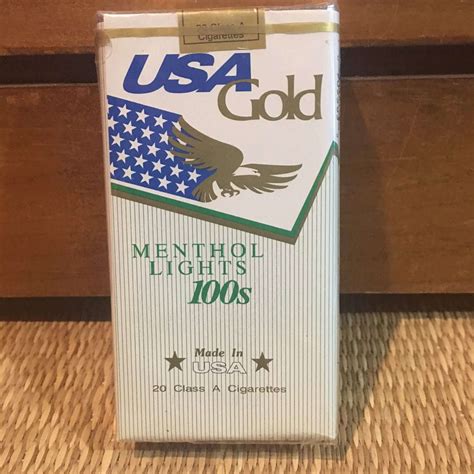 20 Class A
Cigarettes
USA
Gold
MENTHOL
LIGHTS
100s
Made in
USA
20 Class A Cigarettes